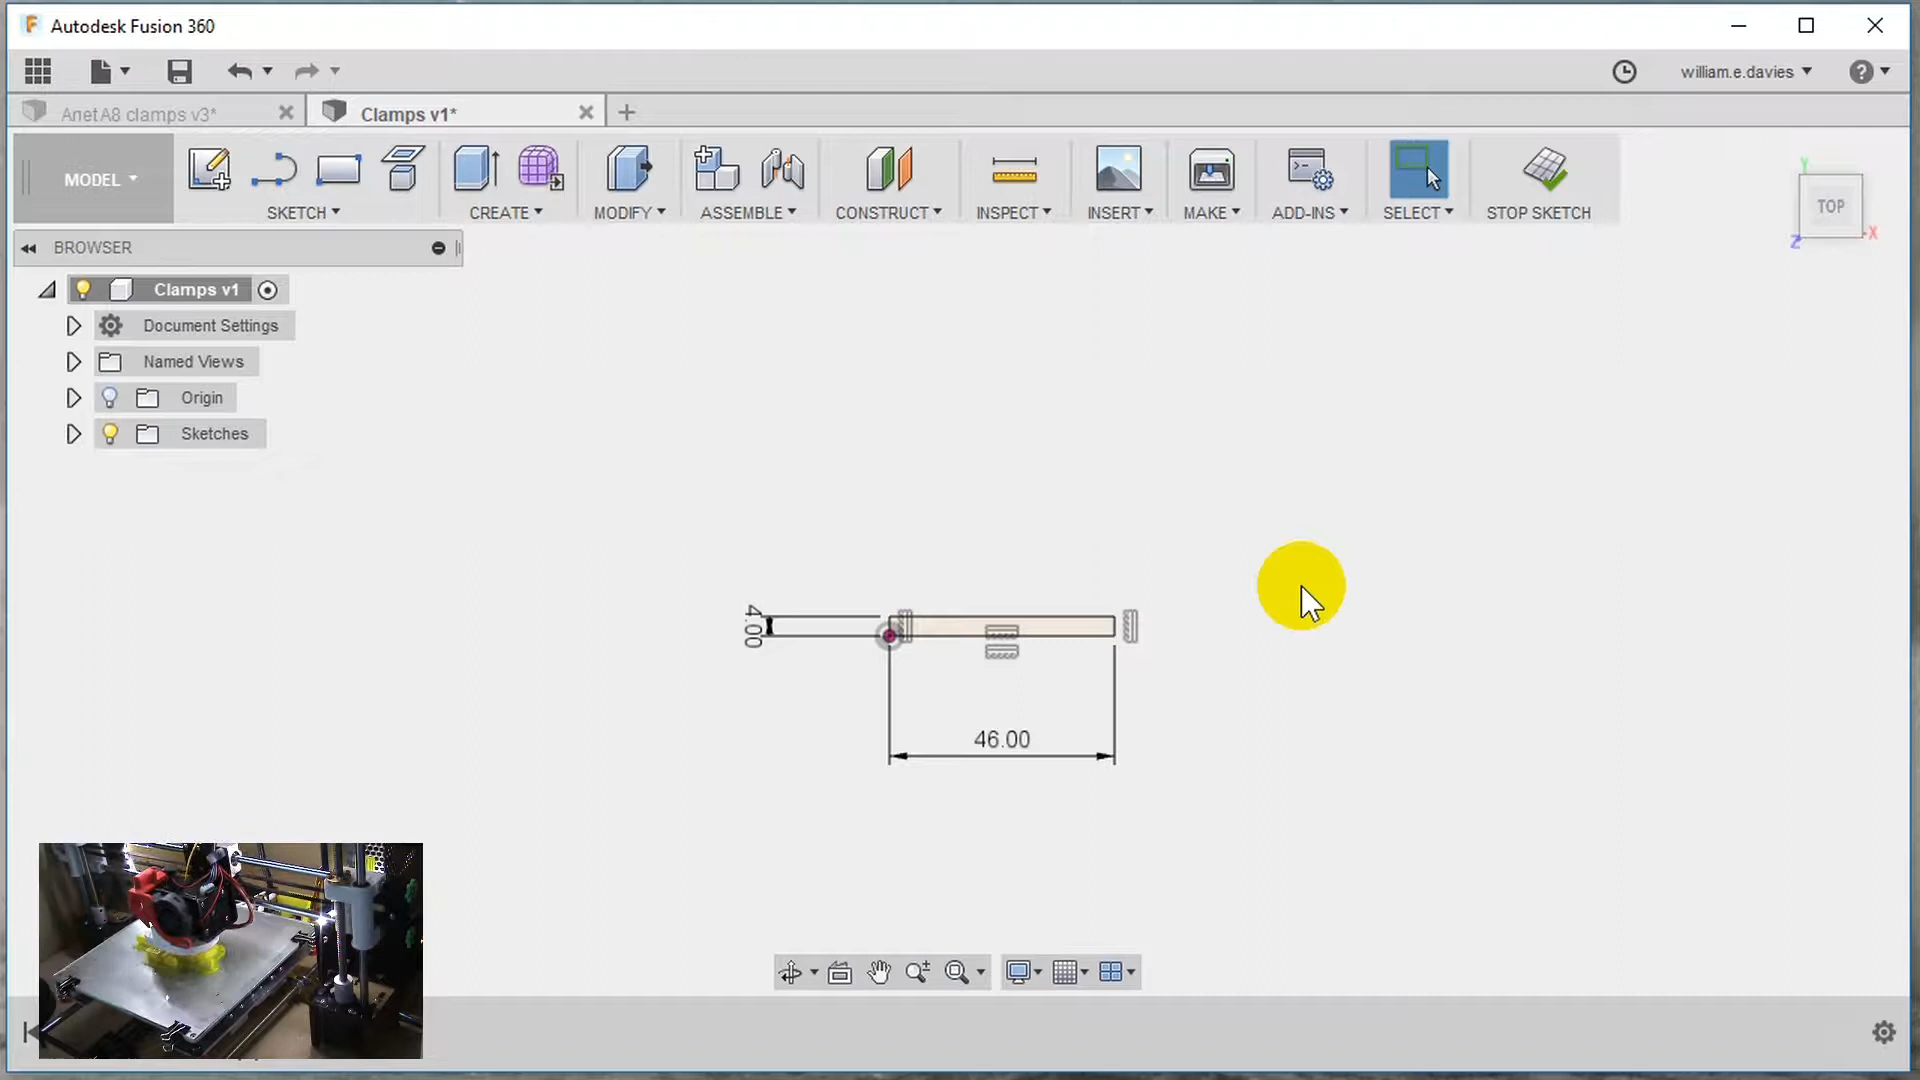 Autodesk Fusion 360
william.e.davies
Anet A8 clamps v3*
Clamps v1*
MODEL
SKETCH
CREATE
MODIFY
ASSEMBLE
CONSTRUCT
INSPECT
INSERT
MAKE
ADD-INS
SELECT
STOP SKETCH
Y
TOP
X
Z
BROWSER
Clamps v1
Document Settings
Named Views
Origin
Sketches
4.00
46.00